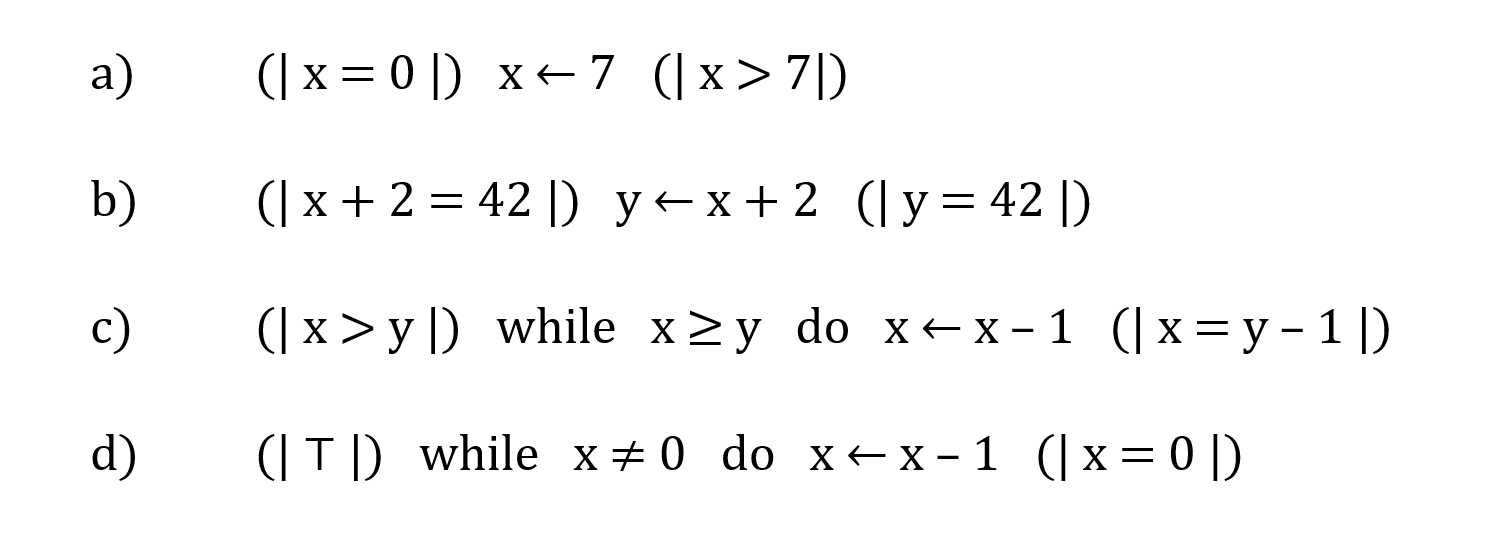 a) (| x = 0 |) x ← 7 (| x > 7|)
b) (| x + 2 = 42 |) y ← x + 2 (| y = 42 |)
c) (| x > y |) while x ≥ y do x ← x – 1 (| x = y – 1 |)
d) (| ⊤ |) while x ≠ 0 do x ← x – 1 (| x = 0 |)